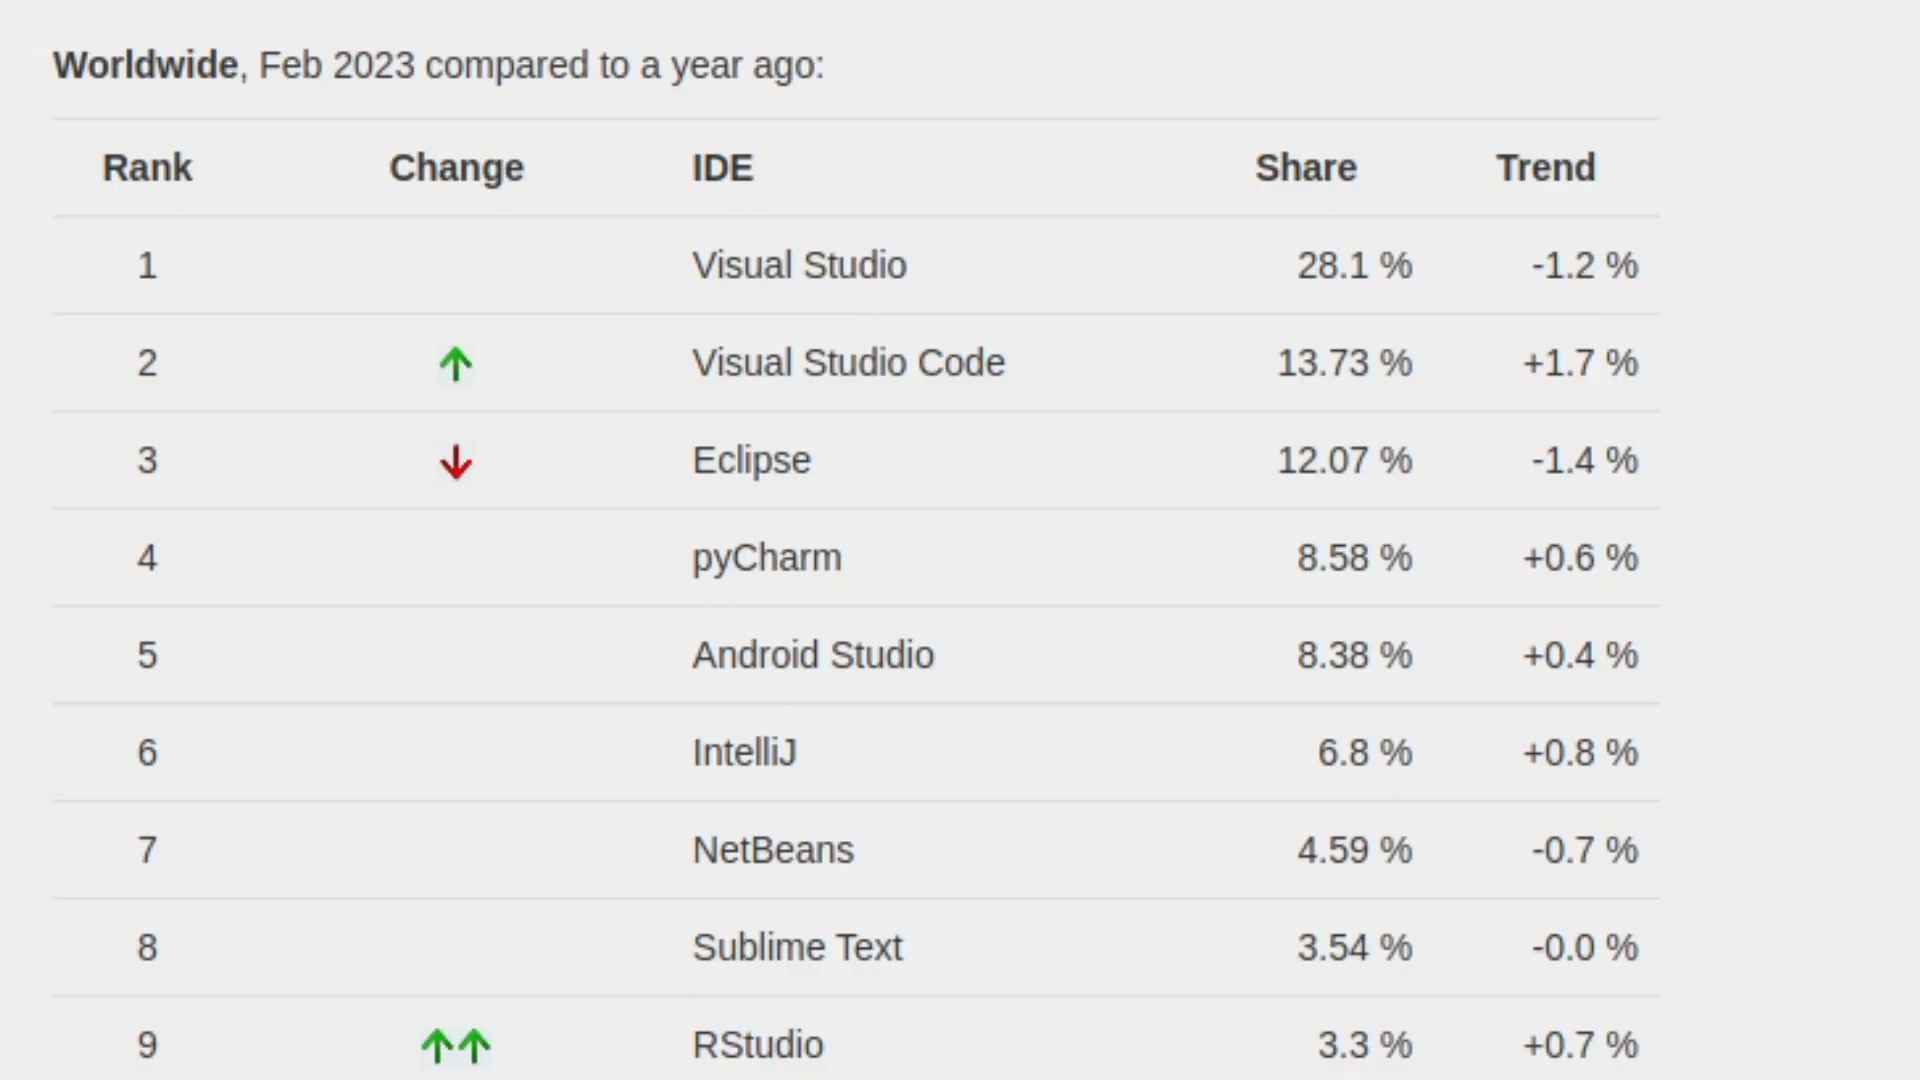 Worldwide, Feb 2023 compared to a year ago:
Rank Change IDE Share Trend
1 Visual Studio 28.1 % -1.2 %
2 ↑ Visual Studio Code 13.73 % +1.7 %
3 ↓ Eclipse 12.07 % -1.4 %
4 pyCharm 8.58 % +0.6 %
5 Android Studio 8.38 % +0.4 %
6 IntelliJ 6.8 % +0.8 %
7 NetBeans 4.59 % -0.7 %
8 Sublime Text 3.54 % -0.0 %
9 ↑↑ RStudio 3.3 % +0.7 %